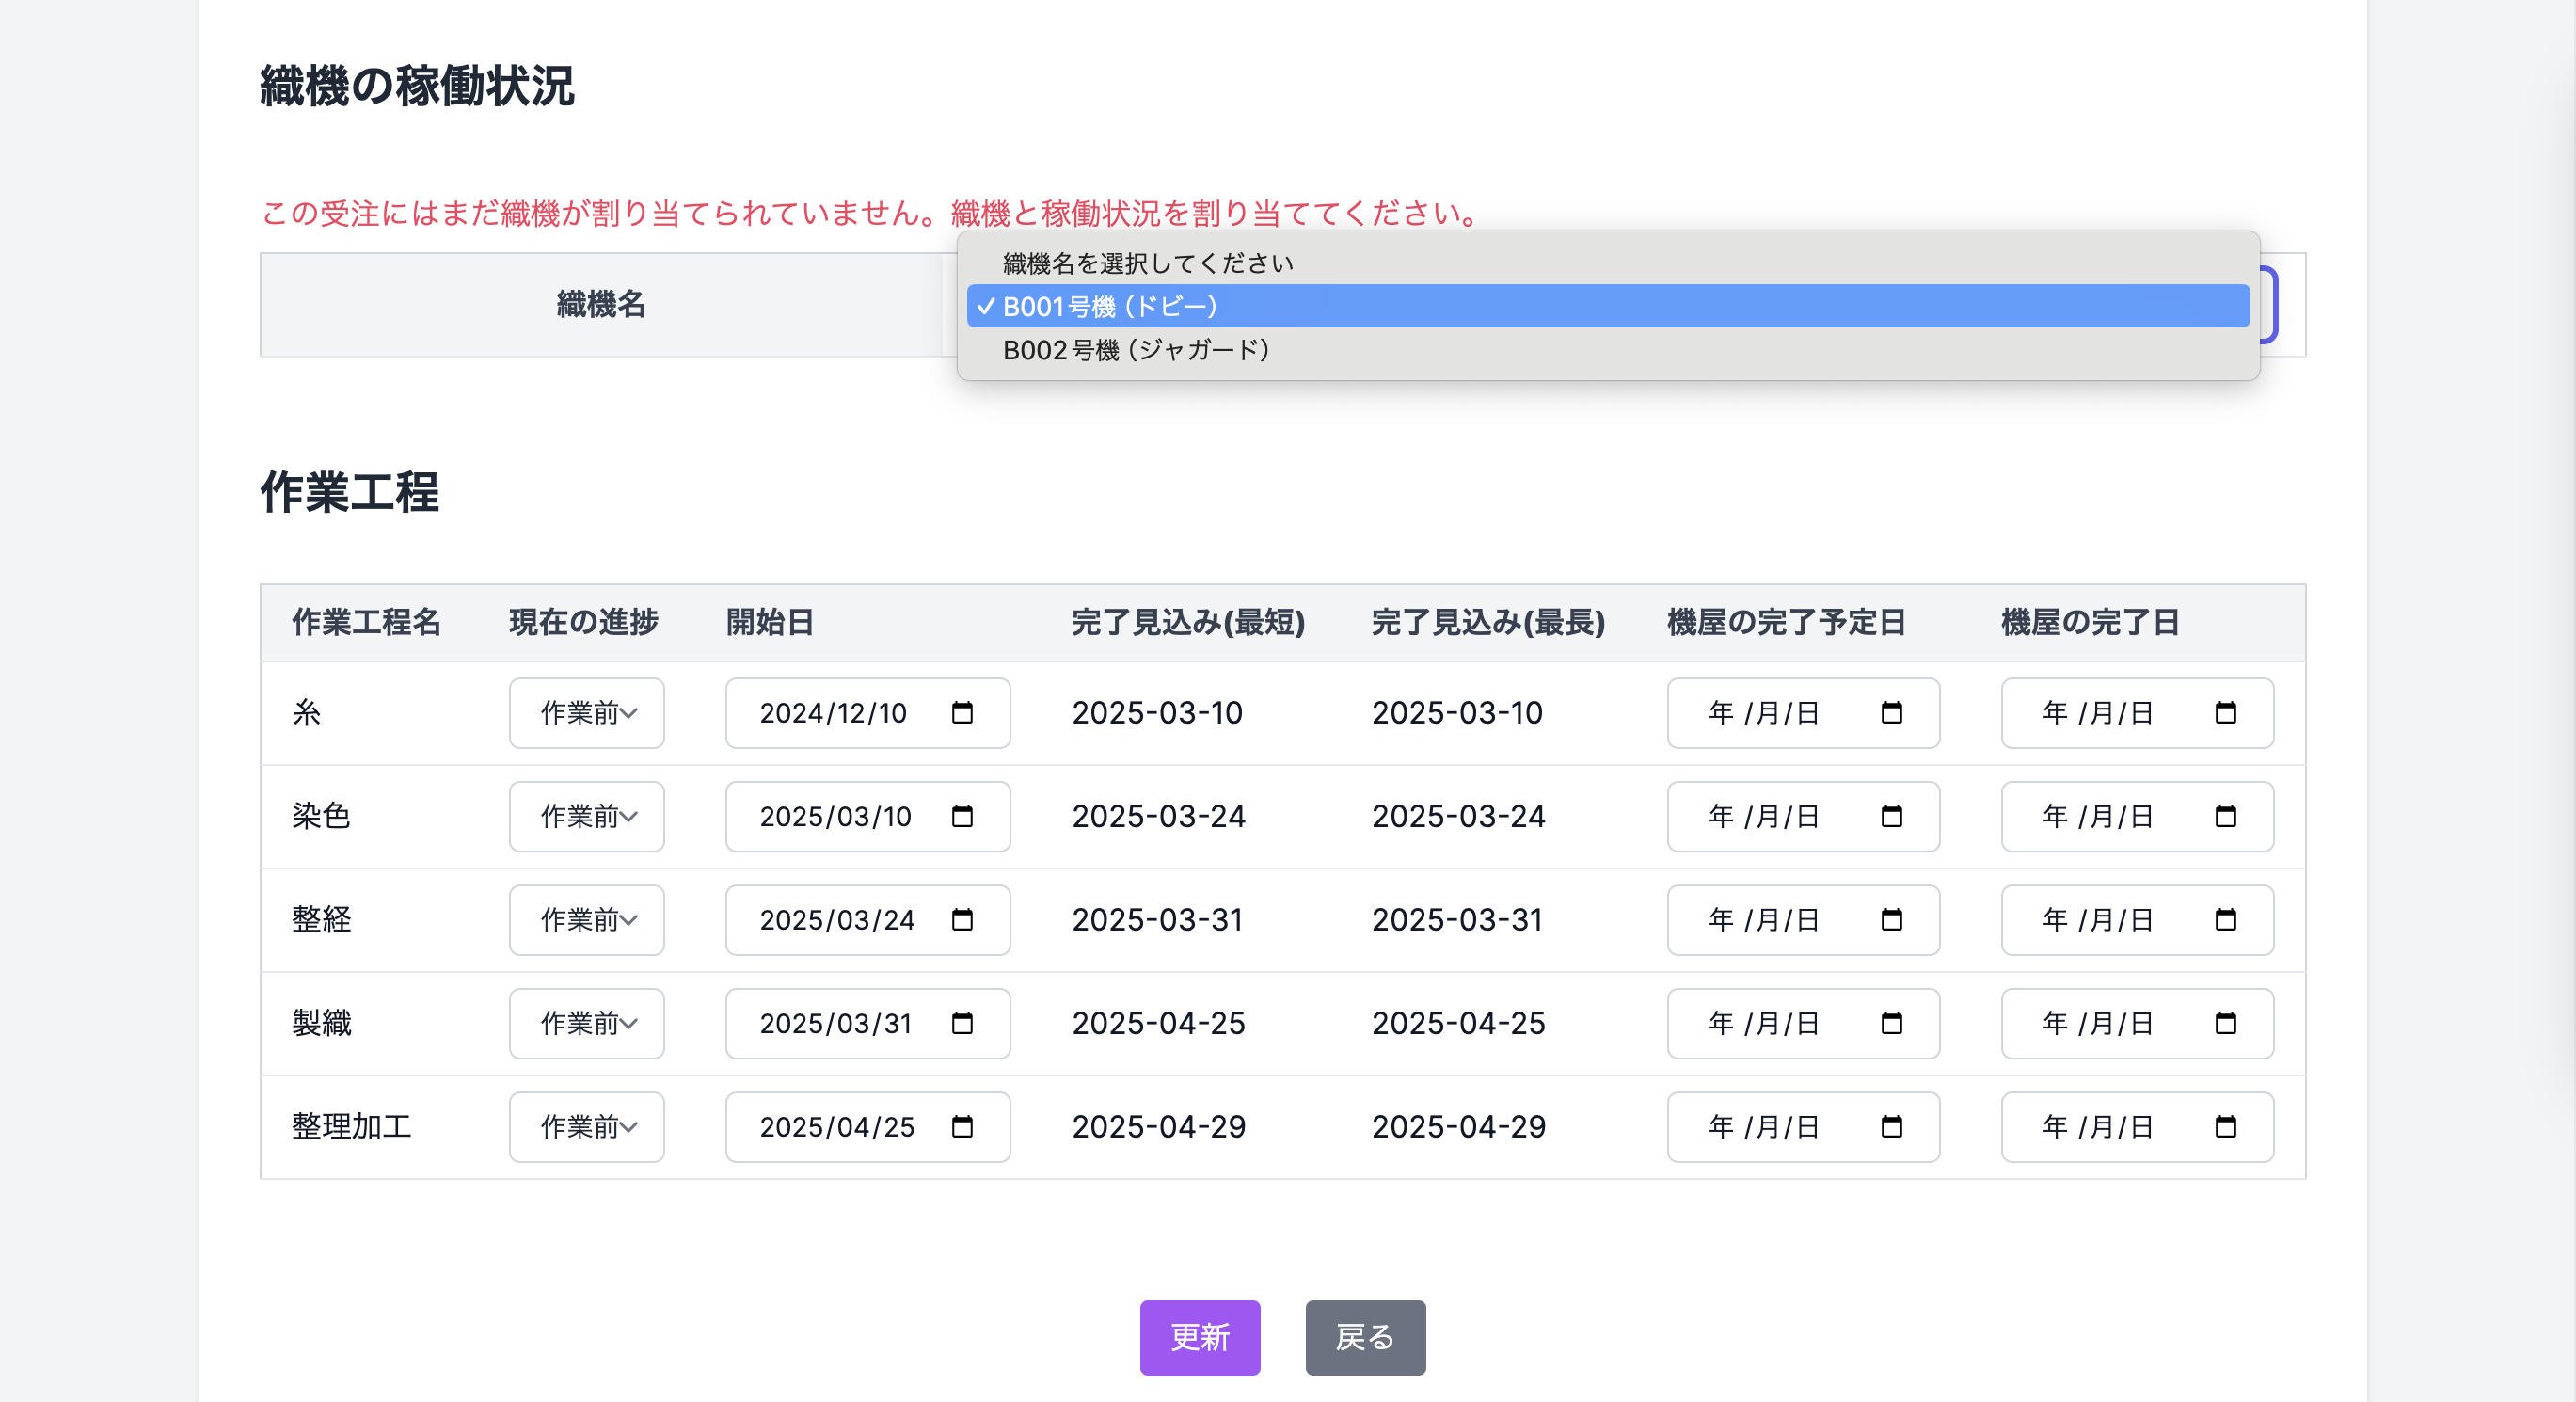 織機の稼働状況
この受注にはまだ織機が割り当てられていません。織機と稼働状況を割り当ててください。
織機名
織機名を選択してください
✓ B001号機（ドビー）
B002号機（ジャガード）
作業工程
作業工程名 現在の進捗 開始日 完了見込み(最短) 完了見込み(最長) 機屋の完了予定日 機屋の完了日
糸 作業前 2024/12/10 2025-03-10 2025-03-10 年 /月/日 年 /月/日
染色 作業前 2025/03/10 2025-03-24 2025-03-24 年 /月/日 年 /月/日
整経 作業前 2025/03/24 2025-03-31 2025-03-31 年 /月/日 年 /月/日
製織 作業前 2025/03/31 2025-04-25 2025-04-25 年 /月/日 年 /月/日
整理加工 作業前 2025/04/25 2025-04-29 2025-04-29 年 /月/日 年 /月/日
更新 戻る